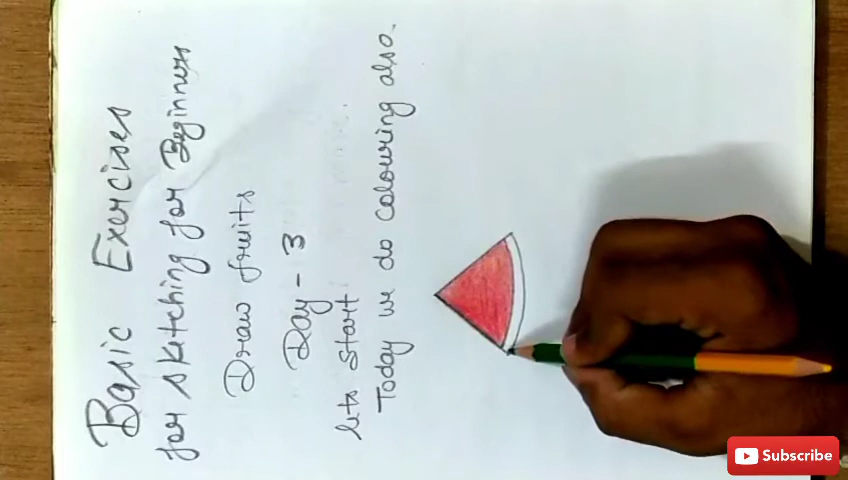 Basic Exercises
for sketching for Beginners
Draw fruits
Day - 3
lets start
Today we do colouring also.
Subscribe